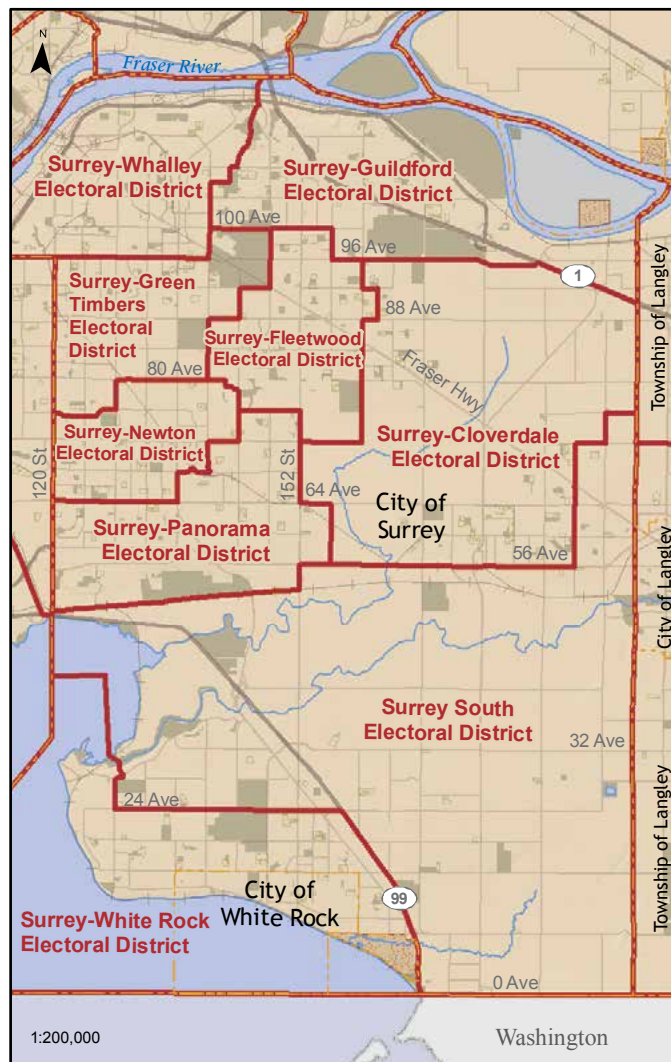 N
Fraser River
Surrey-Whalley
Electoral District
Surrey-Guildford
Electoral District
100 Ave
96 Ave
1
Surrey-Green
Timbers
Electoral
District
88 Ave
Surrey-Fleetwood
Electoral District
Township of Langley
80 Ave
Fraser Hwy
Surrey-Newton
Electoral District
120 St
152 St
Surrey-Cloverdale
Electoral District
64 Ave
City of
Surrey
Surrey-Panorama
Electoral District
56 Ave
City of Langley
Surrey South
Electoral District
32 Ave
24 Ave
Township of Langley
City of
White Rock
99
Surrey-White Rock
Electoral District
0 Ave
1:200,000
Washington